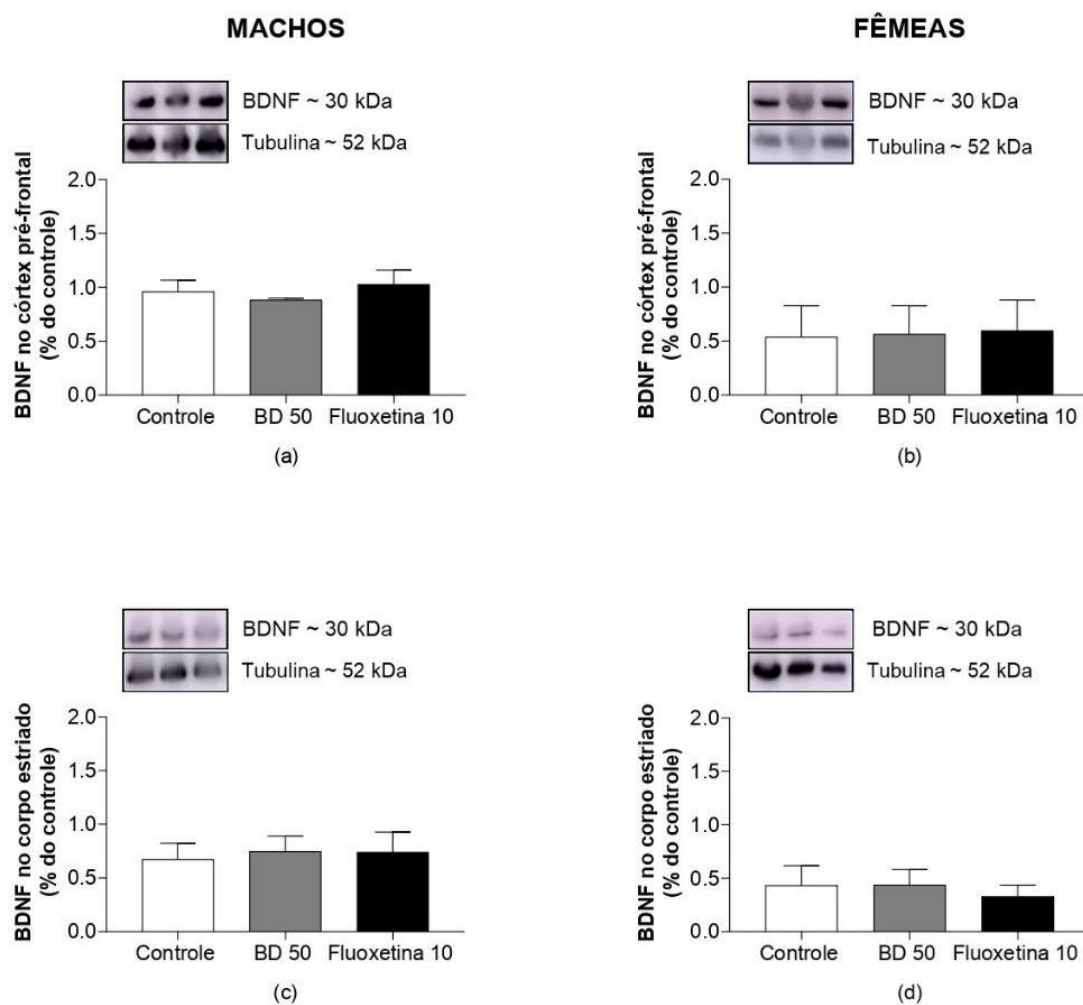 MACHOS
FÊMEAS
BDNF ~ 30 kDa
Tubulina ~ 52 kDa
BDNF no córtex pré-frontal
(% do controle)
2.0
1.5
1.0
0.5
0.0
Controle BD 50 Fluoxetina 10
(a)
BDNF ~ 30 kDa
Tubulina ~ 52 kDa
BDNF no córtex pré-frontal
(% do controle)
2.0
1.5
1.0
0.5
0.0
Controle BD 50 Fluoxetina 10
(b)
BDNF ~ 30 kDa
Tubulina ~ 52 kDa
BDNF no corpo estriado
(% do controle)
2.0
1.5
1.0
0.5
0.0
Controle BD 50 Fluoxetina 10
(c)
BDNF ~ 30 kDa
Tubulina ~ 52 kDa
BDNF no corpo estriado
(% do controle)
2.0
1.5
1.0
0.5
0.0
Controle BD 50 Fluoxetina 10
(d)